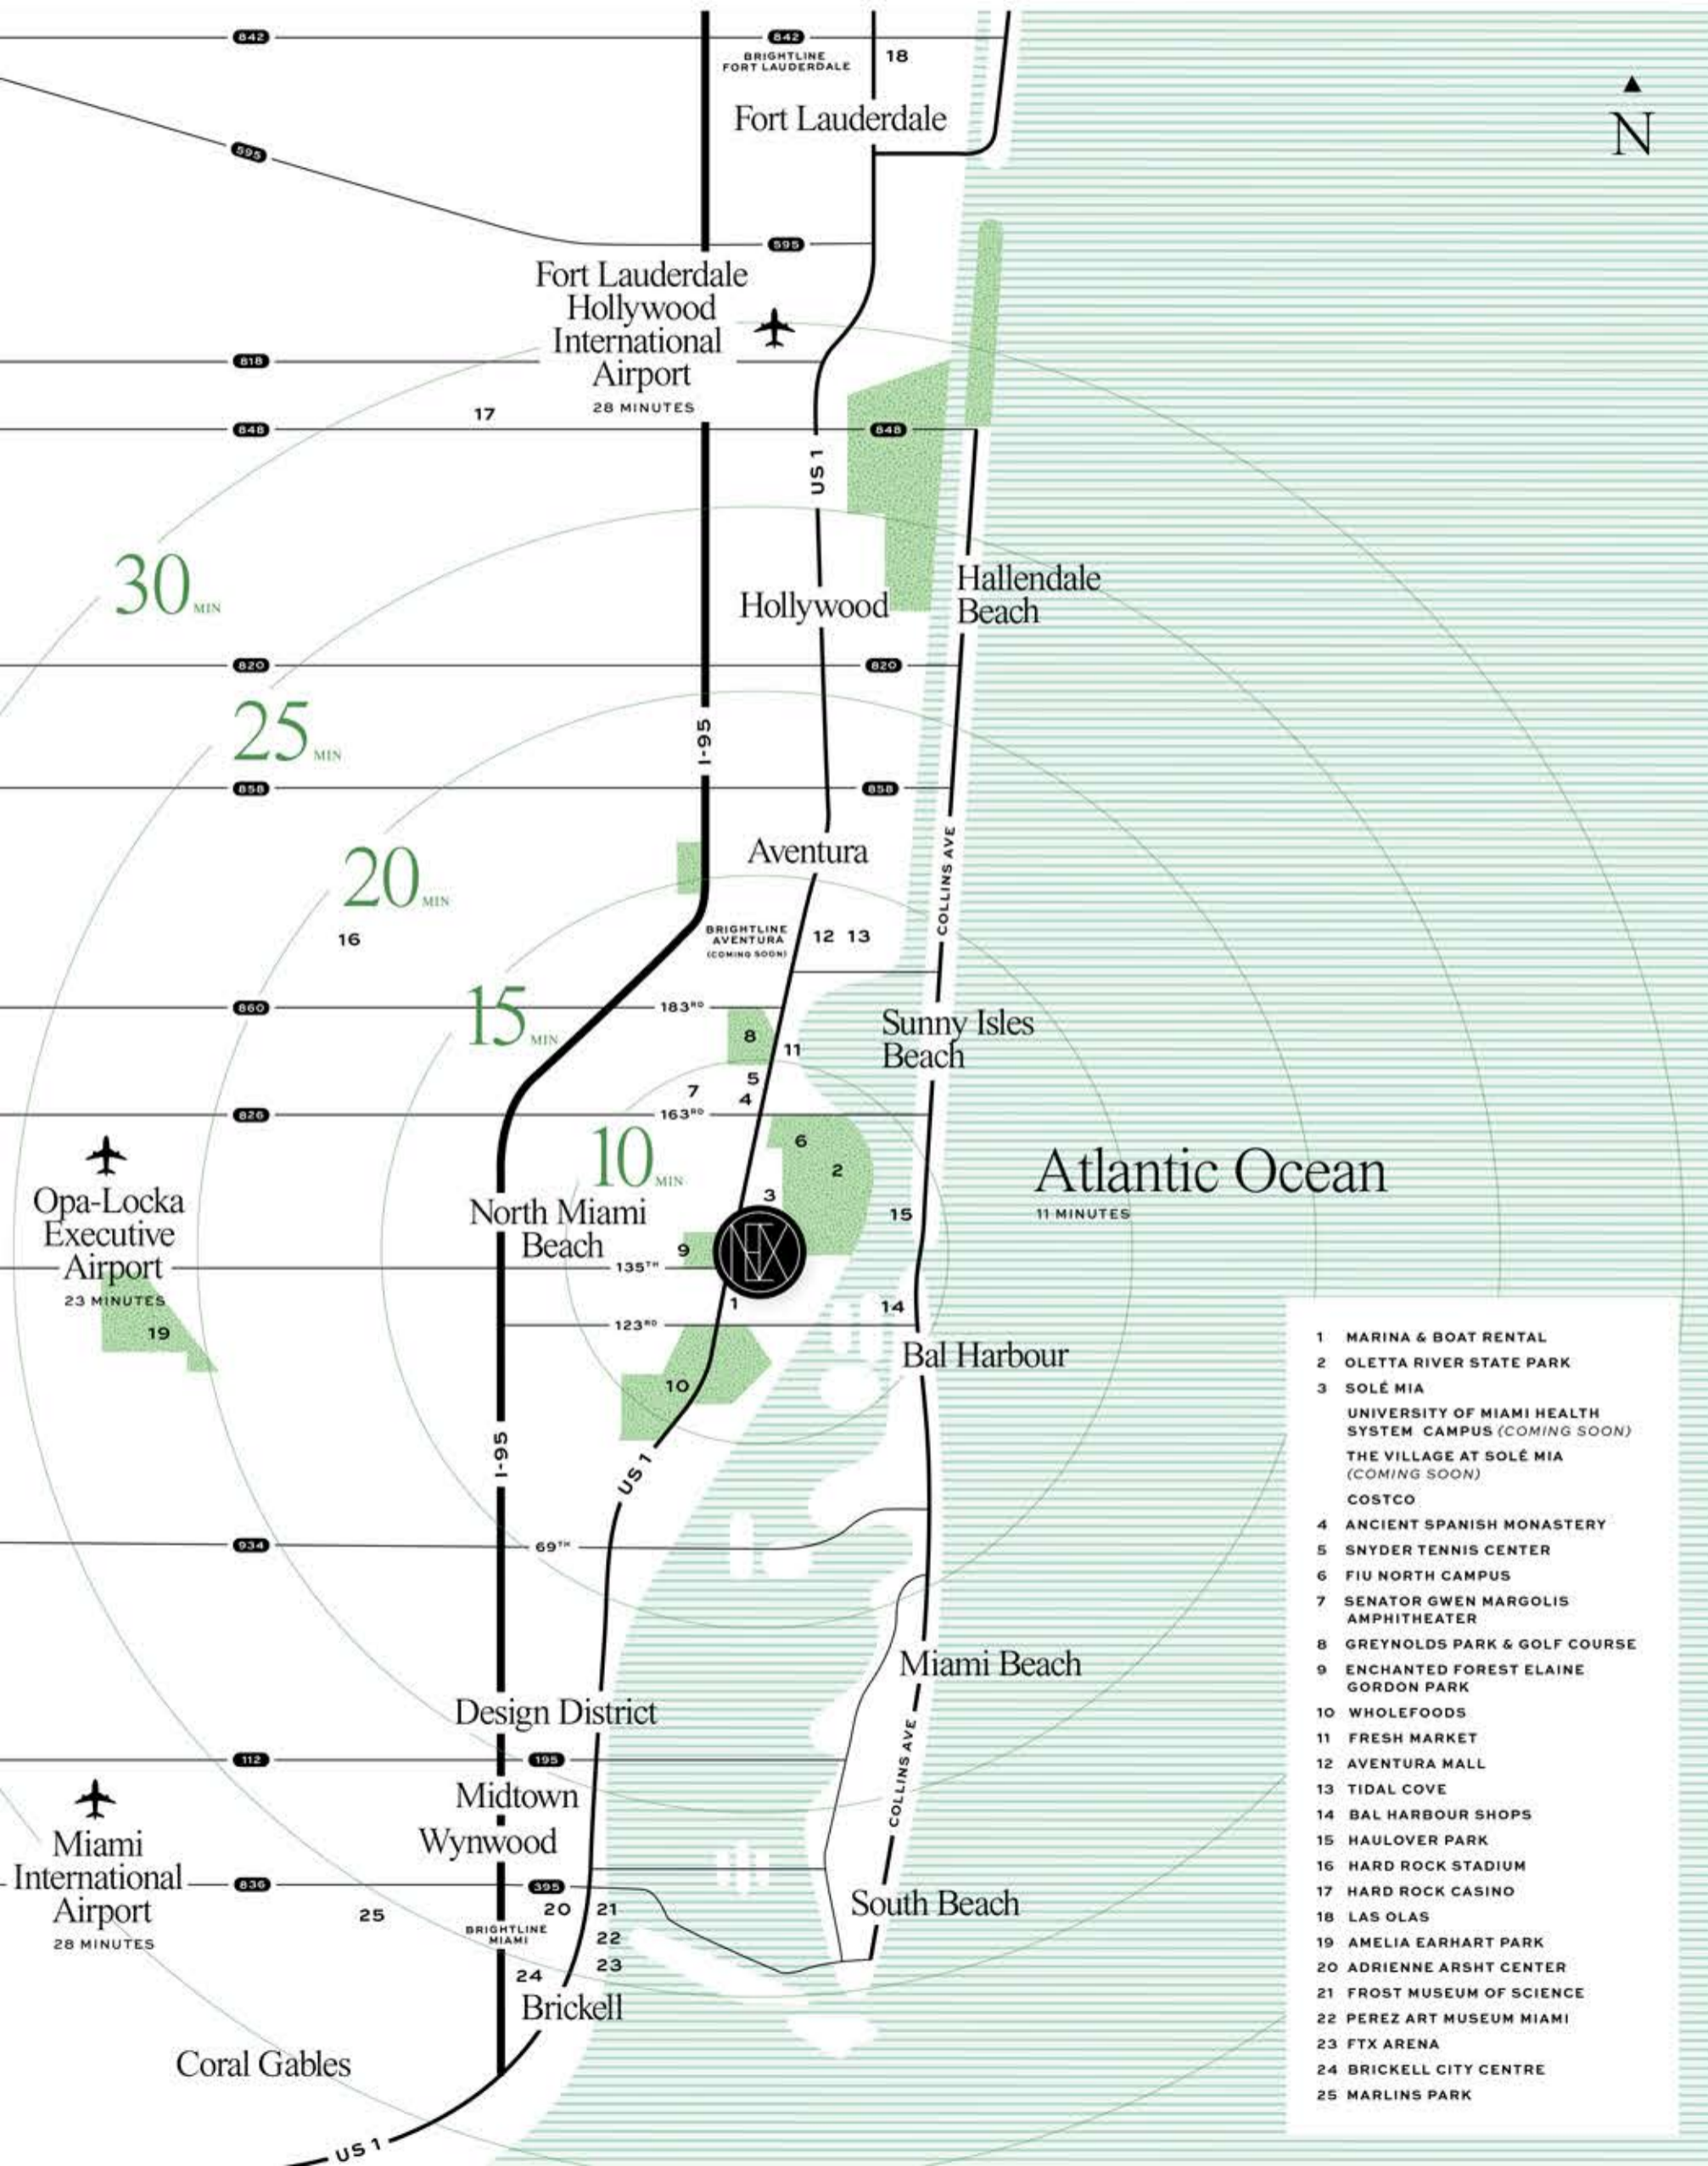 842
842
BRIGHTLINE
FORT LAUDERDALE
18
Fort Lauderdale
N
595
595
Fort Lauderdale
Hollywood
International
Airport
28 MINUTES
818
17
848
848
US 1
30 MIN
Hollywood
Hallendale
Beach
820
820
25 MIN
I-95
858
858
Aventura
COLLINS AVE
20 MIN
16
BRIGHTLINE
AVENTURA
(COMING SOON)
12 13
860
183RD
15 MIN
8
11
Sunny Isles
Beach
5
7
4
826
163RD
10 MIN
6
2
3
Atlantic Ocean
11 MINUTES
Opa-Locka
Executive
Airport
23 MINUTES
19
North Miami
Beach
15
9
NEX
135TH
1
14
123RD
Bal Harbour
10
I-95
US 1
934
69TH
Miami Beach
Design District
112
195
COLLINS AVE
Midtown
Wynwood
Miami
International
Airport
28 MINUTES
836
395
South Beach
25
20
21
BRIGHTLINE
MIAMI
22
23
24
Brickell
Coral Gables
US 1
1 MARINA & BOAT RENTAL
2 OLETTA RIVER STATE PARK
3 SOLÉ MIA
UNIVERSITY OF MIAMI HEALTH
SYSTEM CAMPUS (COMING SOON)
THE VILLAGE AT SOLÉ MIA
(COMING SOON)
COSTCO
4 ANCIENT SPANISH MONASTERY
5 SNYDER TENNIS CENTER
6 FIU NORTH CAMPUS
7 SENATOR GWEN MARGOLIS
AMPHITHEATER
8 GREYNOLDS PARK & GOLF COURSE
9 ENCHANTED FOREST ELAINE
GORDON PARK
10 WHOLEFOODS
11 FRESH MARKET
12 AVENTURA MALL
13 TIDAL COVE
14 BAL HARBOUR SHOPS
15 HAULOVER PARK
16 HARD ROCK STADIUM
17 HARD ROCK CASINO
18 LAS OLAS
19 AMELIA EARHART PARK
20 ADRIENNE ARSHT CENTER
21 FROST MUSEUM OF SCIENCE
22 PEREZ ART MUSEUM MIAMI
23 FTX ARENA
24 BRICKELL CITY CENTRE
25 MARLINS PARK